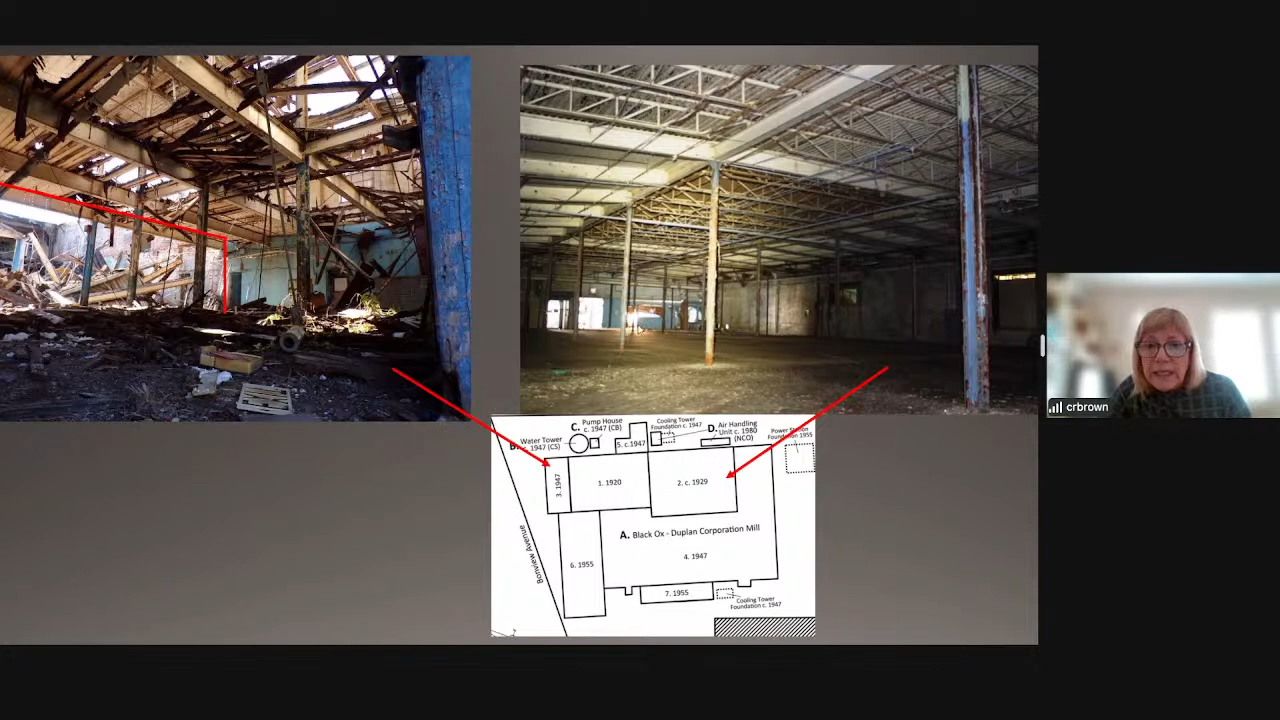 C.
Pump House
c. 1947 (CB)
Cooling Tower
Foundation c. 1947
D.
Air Handling
Unit c. 1980
(NCO)
Power Station
Foundation 1955
Water Tower
c. 1947 (CS)
5. c.1947
3. 1947
1. 1920
2. c. 1929
A. Black Ox - Duplan Corporation Mill
4. 1947
Bonview Avenue
6. 1955
7. 1955
Cooling Tower
Foundation c. 1947
crbrown